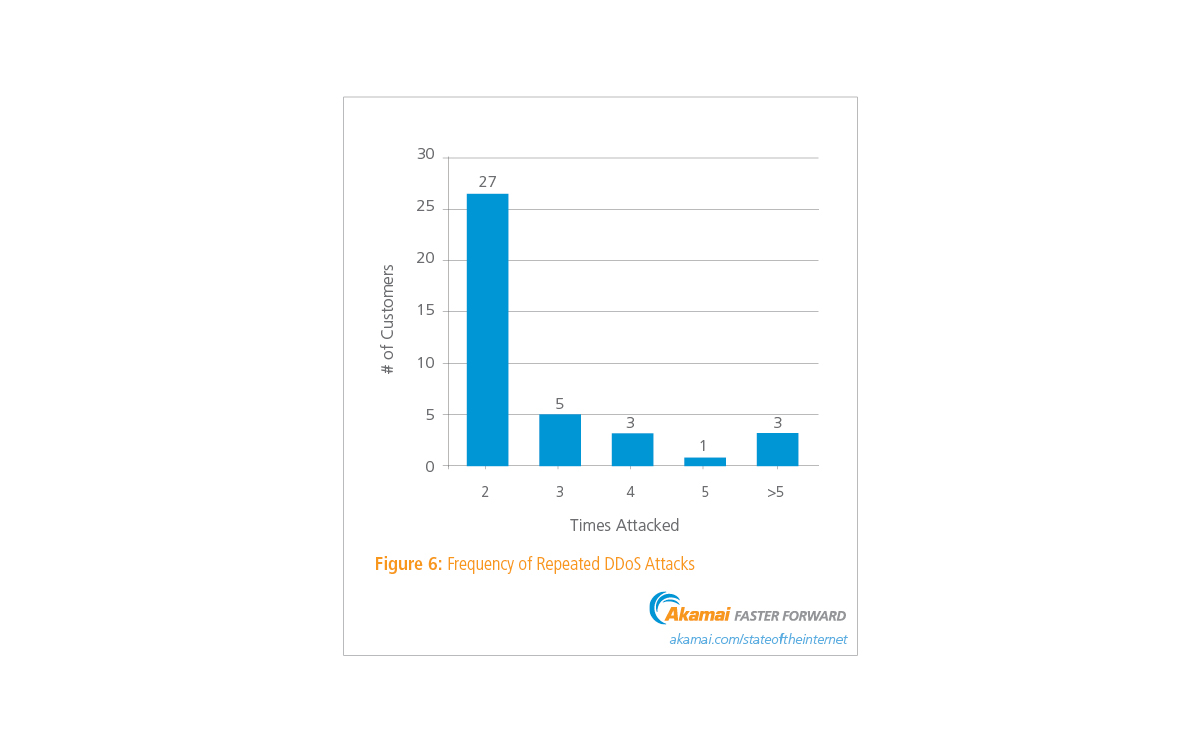 30
27
25
20
15
10
5
0
# of Customers
5
3
1
3
2 3 4 5 >5
Times Attacked
Figure 6: Frequency of Repeated DDoS Attacks
Akamai FASTER FORWARD
akamai.com/stateoftheinternet